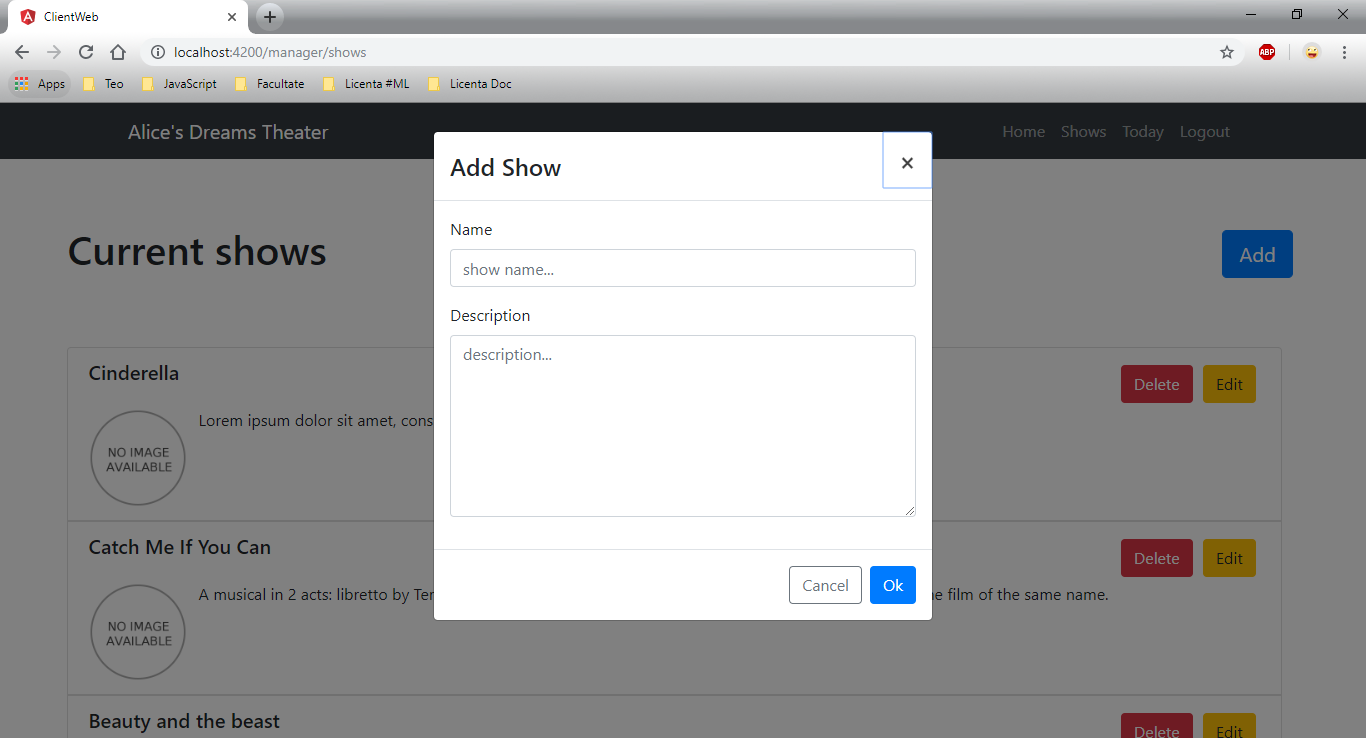 ClientWeb
localhost:4200/manager/shows
ABP
Apps Teo JavaScript Facultate Licenta #ML Licenta Doc
Alice's Dreams Theater Home Shows Today Logout
Add Show ×
Name
show name...
Description
description...
Cancel Ok
Current shows Add
Cinderella Delete Edit
NO IMAGE
AVAILABLE
Lorem ipsum dolor sit amet, cons
Catch Me If You Can Delete Edit
NO IMAGE
AVAILABLE
A musical in 2 acts: libretto by Ter
e film of the same name.
Beauty and the beast Delete Edit